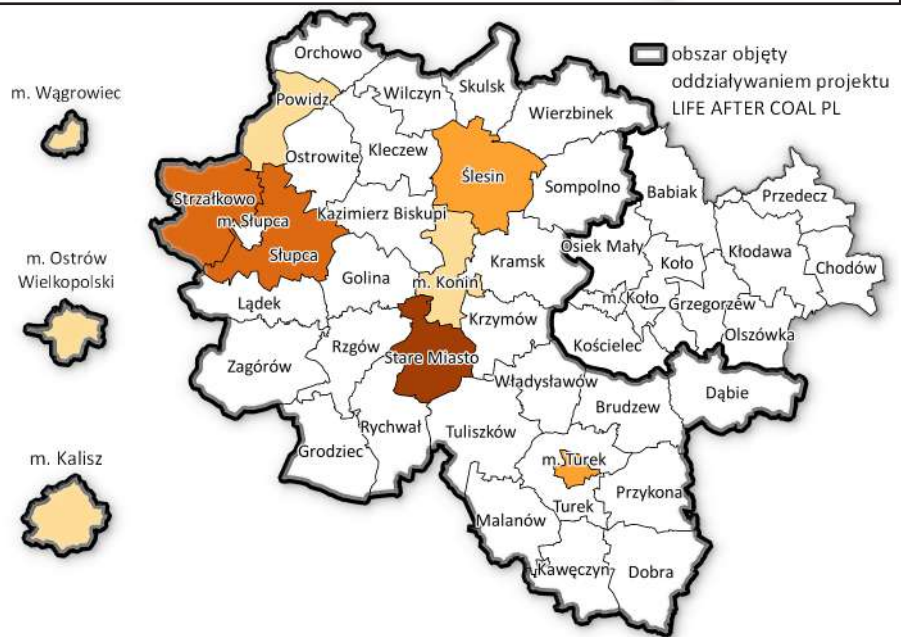 obszar objęty
oddziaływaniem projektu
LIFE AFTER COAL PL
m. Wągrowiec
m. Ostrów
Wielkopolski
m. Kalisz
Orchowo
Powidz
Wilczyn
Skulsk
Wierzbinek
Ostrowite
Kleczew
Ślesin
Sompolno
Babiak
Przedecz
Strzałkowo
m. Słupca
Kazimierz Biskupi
Słupca
Golina
m. Konin
Kramsk
Osiek Mały
Koło
Kłodawa
Chodów
Lądek
m. Koło
Grzegorzew
Krzymów
Olszówka
Kościelec
Zagórów
Rzgów
Stare Miasto
Władysławów
Dąbie
Brudzew
Grodziec
Rychwał
Tuliszków
m. Turek
Przykona
Turek
Malanów
Kawęczyn
Dobra